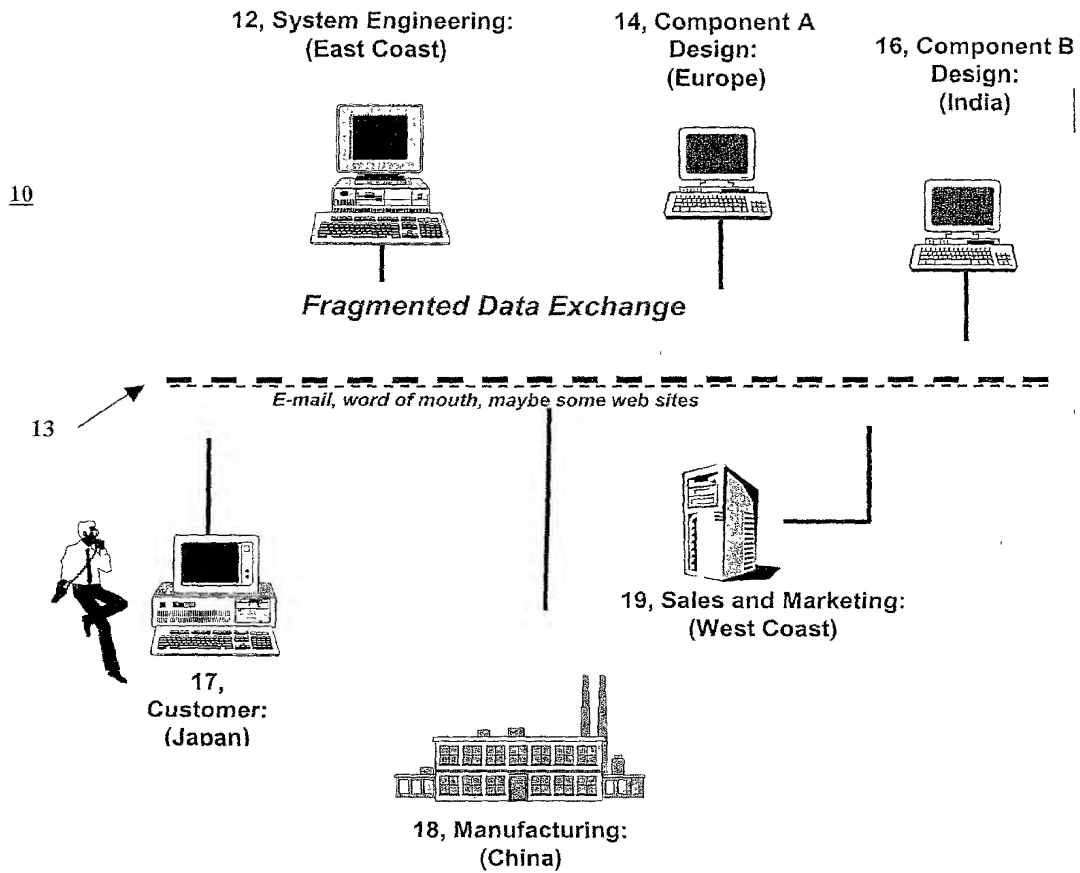 12, System Engineering:
(East Coast)
14, Component A
Design:
(Europe)
16, Component B
Design:
(India)
10
Fragmented Data Exchange
E-mail, word of mouth, maybe some web sites
13
19, Sales and Marketing:
(West Coast)
17,
Customer:
(Japan)
18, Manufacturing:
(China)